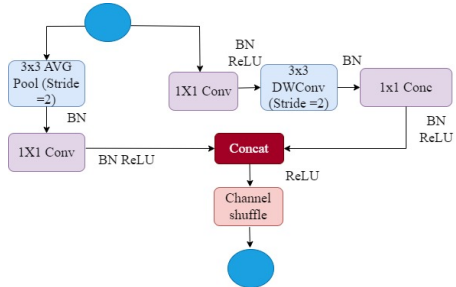 3x3 AVG
Pool (Stride
=2)
BN
1X1 Conv
BN ReLU
1X1 Conv
BN
ReLU
3x3
DWConv
(Stride =2)
BN
1x1 Conc
BN
ReLU
Concat
ReLU
Channel
shuffle